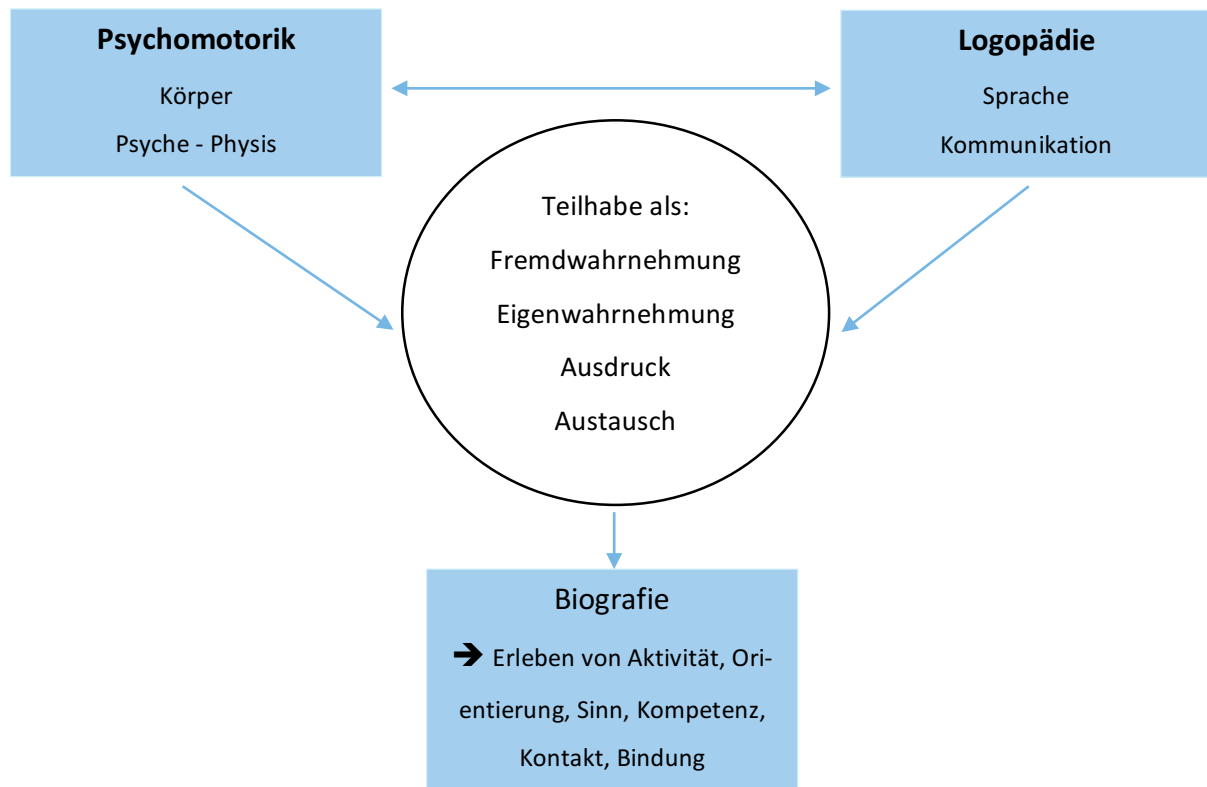 Psychomotorik
Körper
Psyche - Physis
Logopädie
Sprache
Kommunikation
Teilhabe als:
Fremdwahrnehmung
Eigenwahrnehmung
Ausdruck
Austausch
Biografie
➔ Erleben von Aktivität, Ori-
entierung, Sinn, Kompetenz,
Kontakt, Bindung